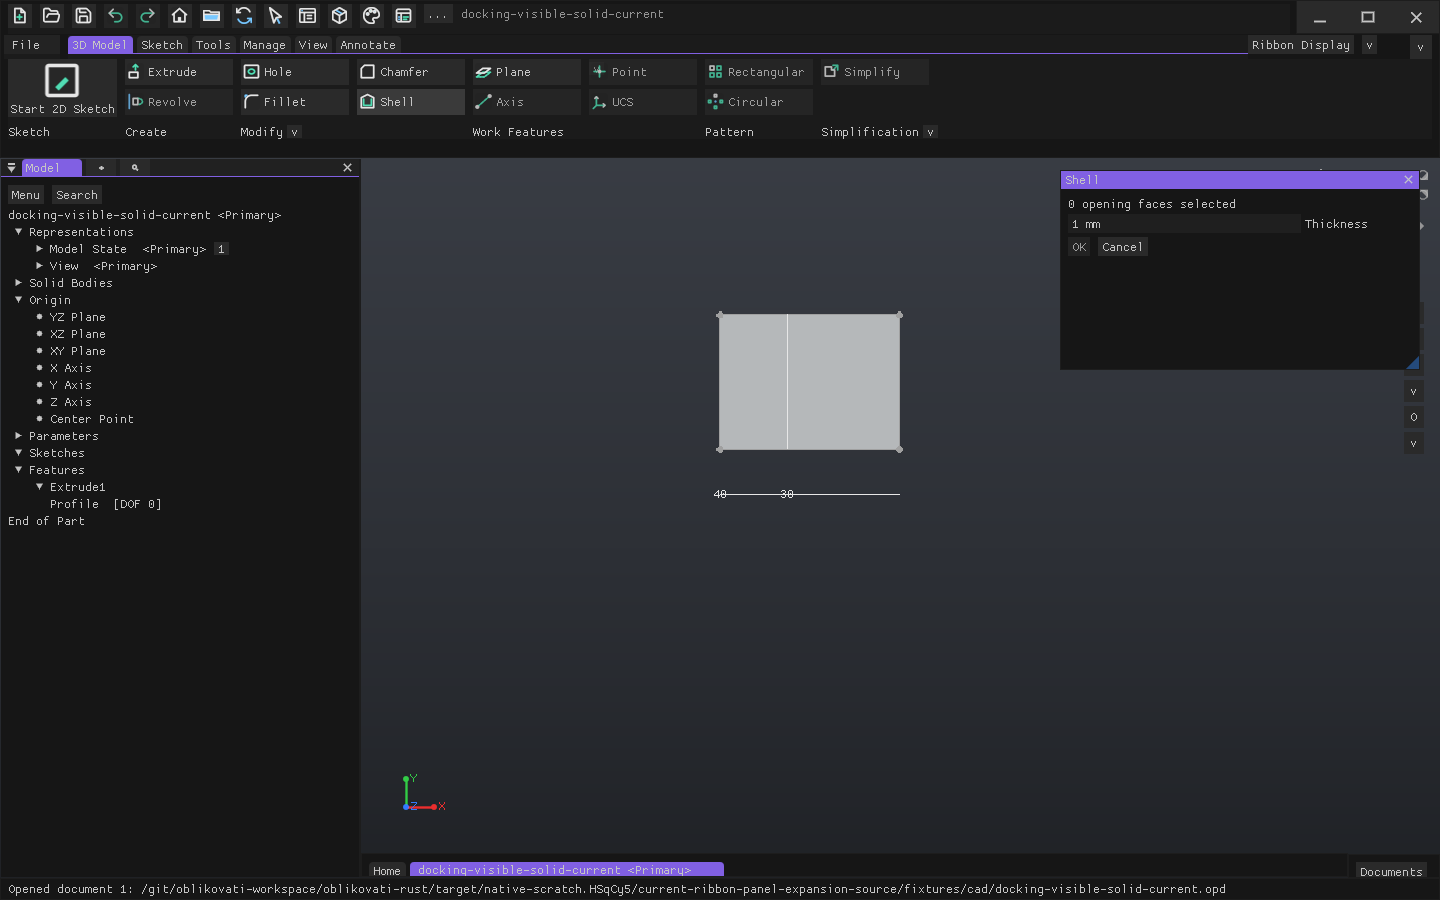 ... docking-visible-solid-current
File 3D Model Sketch Tools Manage View Annotate Ribbon Display v v
Start 2D Sketch
Extrude Hole Chamfer Plane Point Rectangular Simplify
Revolve Fillet Shell Axis UCS Circular
Sketch Create Modify v Work Features Pattern Simplification v
Model
Menu Search
docking-visible-solid-current <Primary>
Representations
Model State <Primary> 1
View <Primary>
Solid Bodies
Origin
YZ Plane
XZ Plane
XY Plane
X Axis
Y Axis
Z Axis
Center Point
Parameters
Sketches
Features
Extrude1
Profile [DOF 0]
End of Part
Shell
0 opening faces selected
1 mm Thickness
OK Cancel
v
O
v
40 30
Y
Z X
Home docking-visible-solid-current <Primary> Documents
Opened document 1: /git/oblikovati-workspace/oblikovati-rust/target/native-scratch.HSqCy5/current-ribbon-panel-expansion-source/fixtures/cad/docking-visible-solid-current.opd